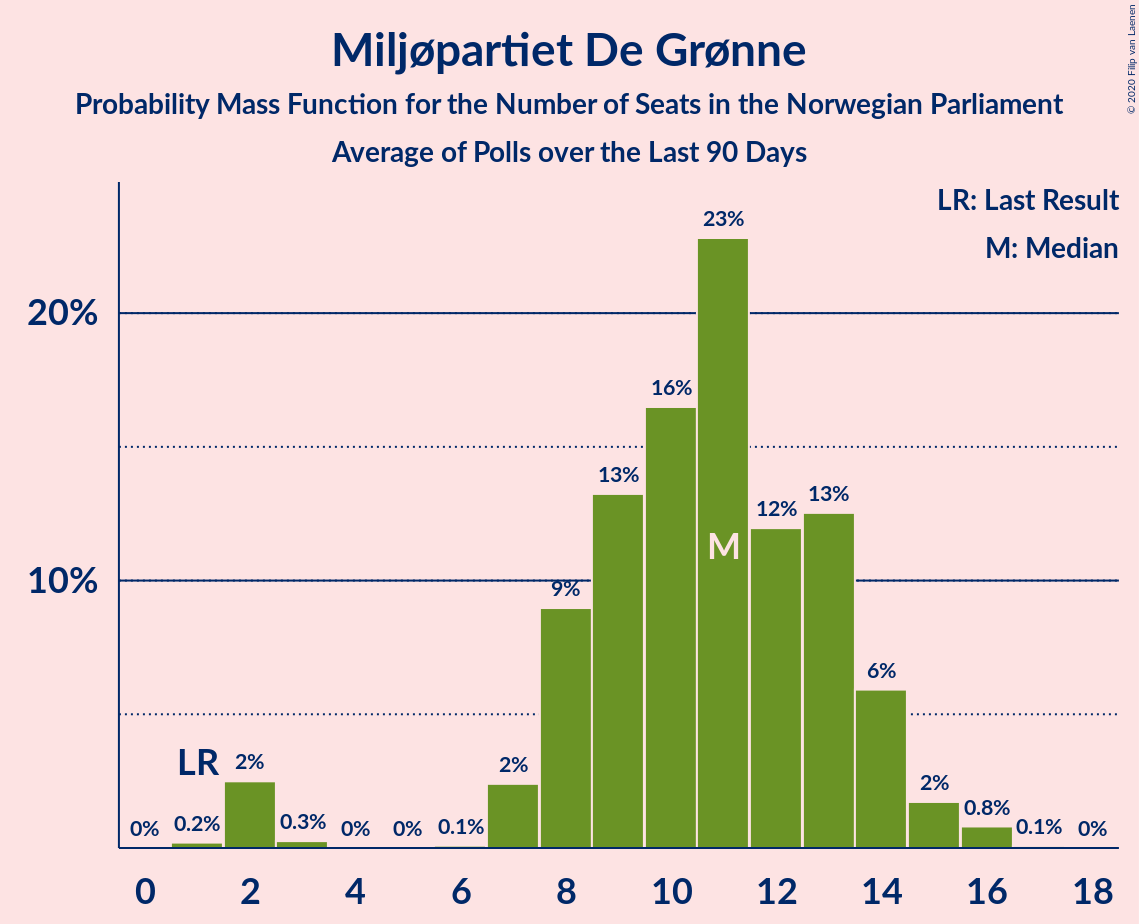 Miljøpartiet De Grønne
Probability Mass Function for the Number of Seats in the Norwegian Parliament
Average of Polls over the Last 90 Days
© 2020 Filip van Laenen
LR: Last Result
M: Median
20%
10%
0%
0.2%
2%
0.3%
0%
0%
0.1%
2%
9%
13%
16%
23%
12%
13%
6%
2%
0.8%
0.1%
0%
LR
M
0 2 4 6 8 10 12 14 16 18